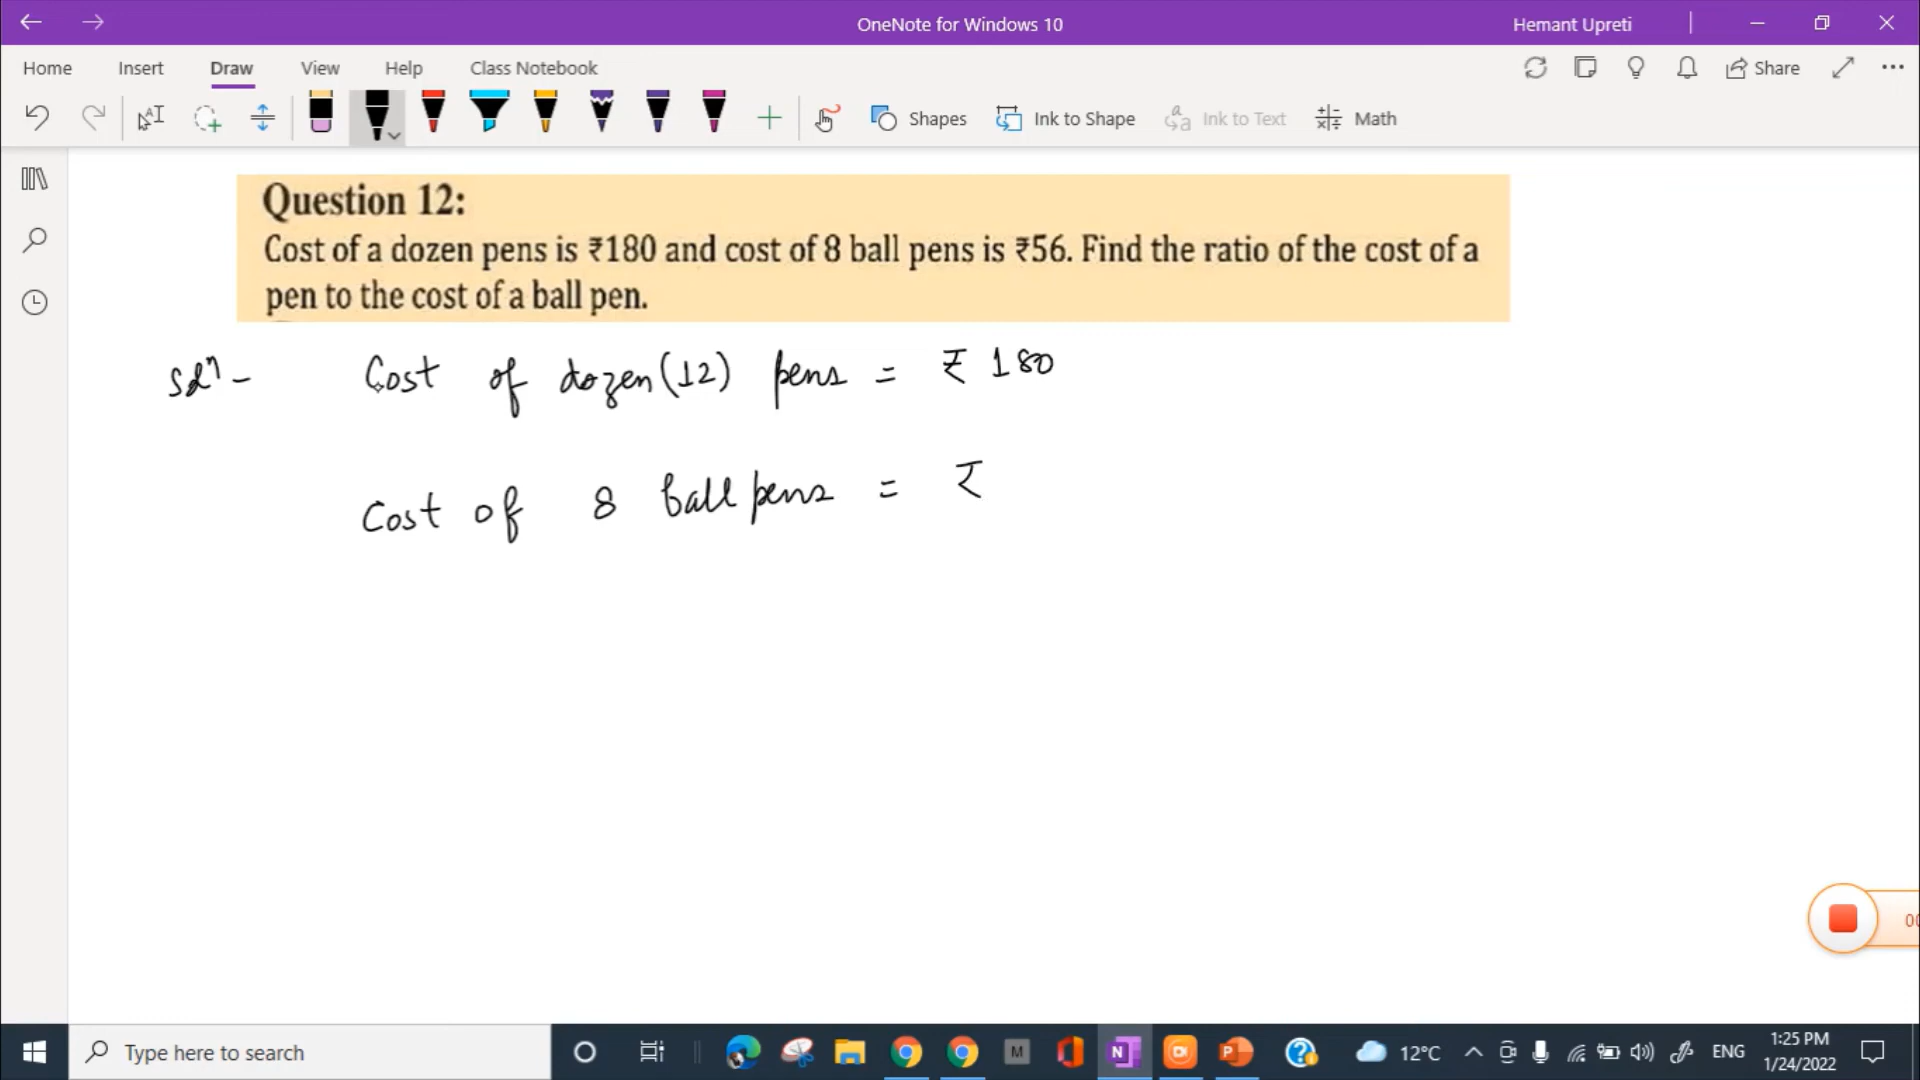 OneNote for Windows 10
Hemant Upreti
Home Insert Draw View Help Class Notebook
Share
Shapes Ink to Shape Ink to Text Math
Question 12:
Cost of a dozen pens is ₹180 and cost of 8 ball pens is ₹56. Find the ratio of the cost of a
pen to the cost of a ball pen.
Solⁿ - Cost of dozen(12) pens = ₹ 180
Cost of 8 ball pens = ₹
00
Type here to search
12°C
ENG
1:25 PM
1/24/2022